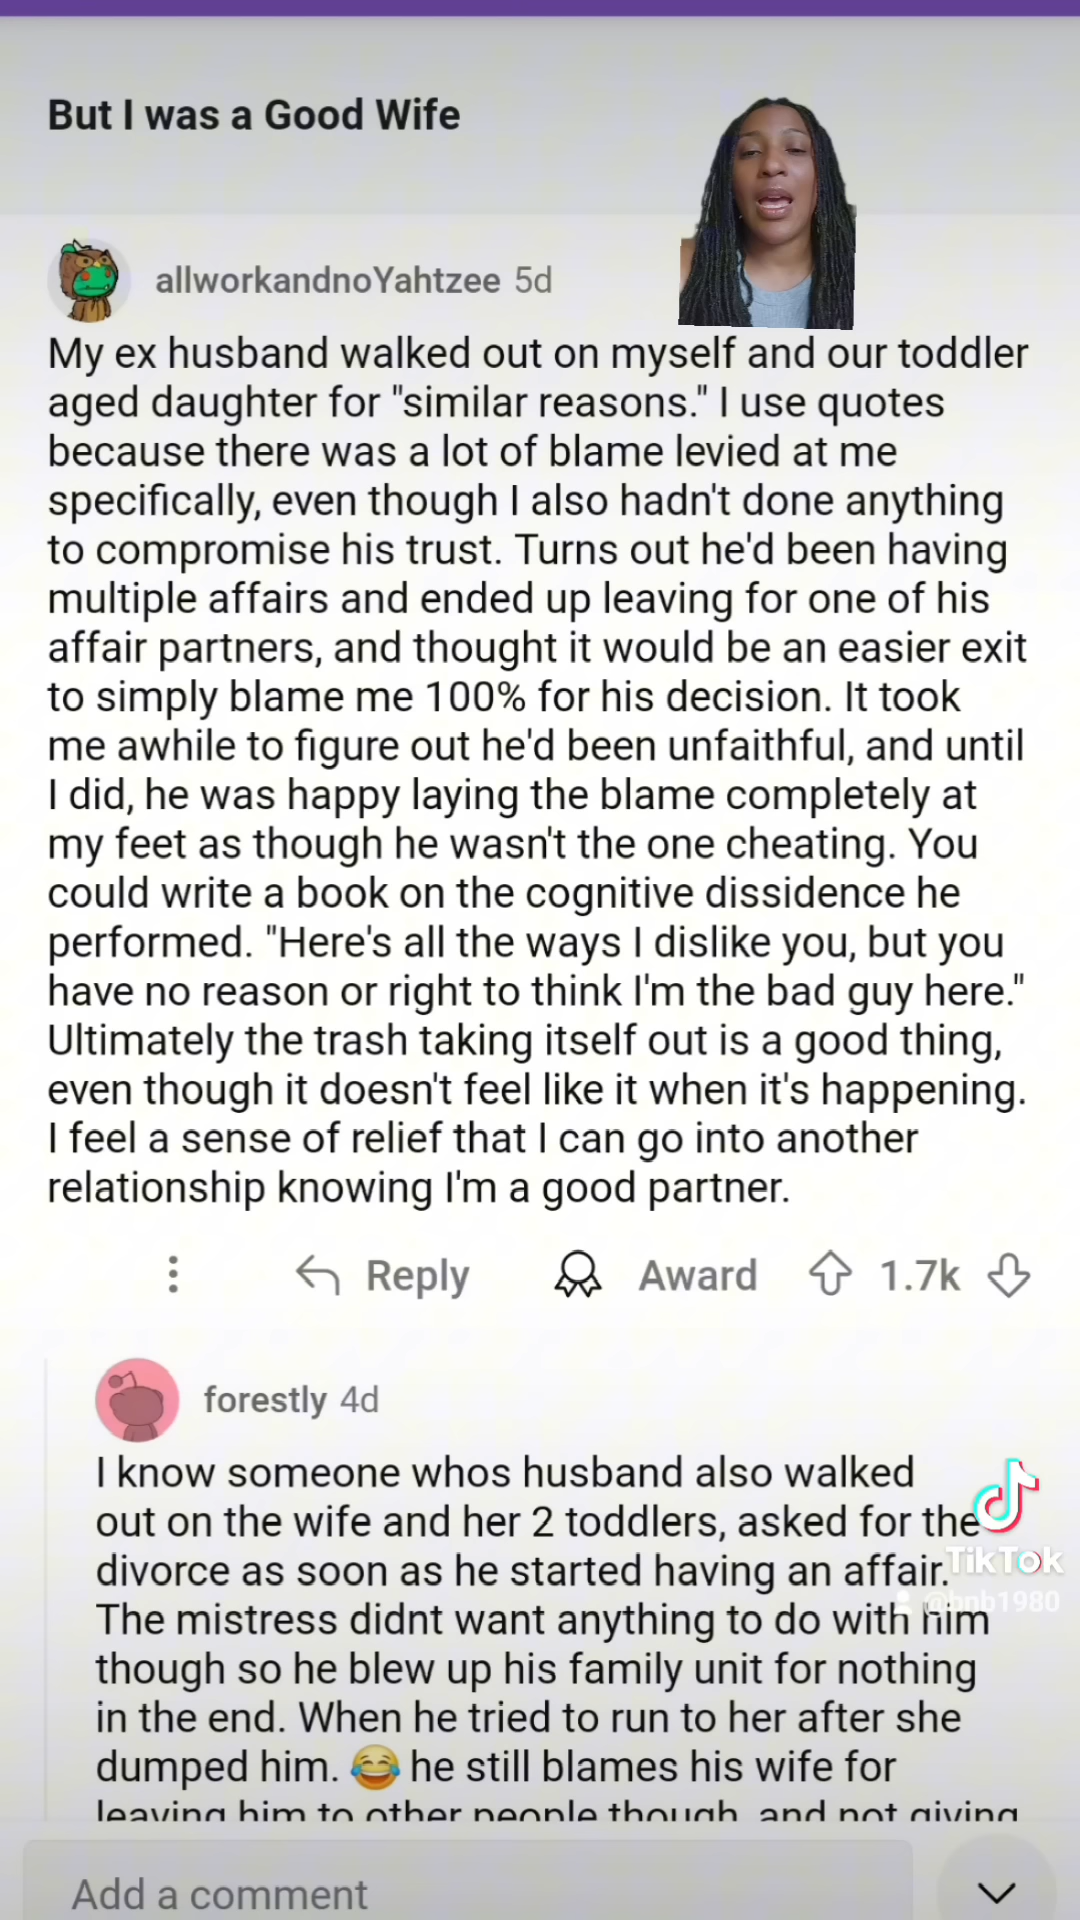 But I was a Good Wife
allworkandnoYahtzee 5d
My ex husband walked out on myself and our toddler
aged daughter for "similar reasons." I use quotes
because there was a lot of blame levied at me
specifically, even though I also hadn't done anything
to compromise his trust. Turns out he'd been having
multiple affairs and ended up leaving for one of his
affair partners, and thought it would be an easier exit
to simply blame me 100% for his decision. It took
me awhile to figure out he'd been unfaithful, and until
I did, he was happy laying the blame completely at
my feet as though he wasn't the one cheating. You
could write a book on the cognitive dissidence he
performed. "Here's all the ways I dislike you, but you
have no reason or right to think I'm the bad guy here."
Ultimately the trash taking itself out is a good thing,
even though it doesn't feel like it when it's happening.
I feel a sense of relief that I can go into another
relationship knowing I'm a good partner.
Reply Award 1.7k
forestly 4d
I know someone whos husband also walked
out on the wife and her 2 toddlers, asked for the
divorce as soon as he started having an affair.
The mistress didnt want anything to do with him
though so he blew up his family unit for nothing
in the end. When he tried to run to her after she
dumped him. 😂 he still blames his wife for
leaving him to other people though, and not giving
TikTok
@bnb1980
Add a comment